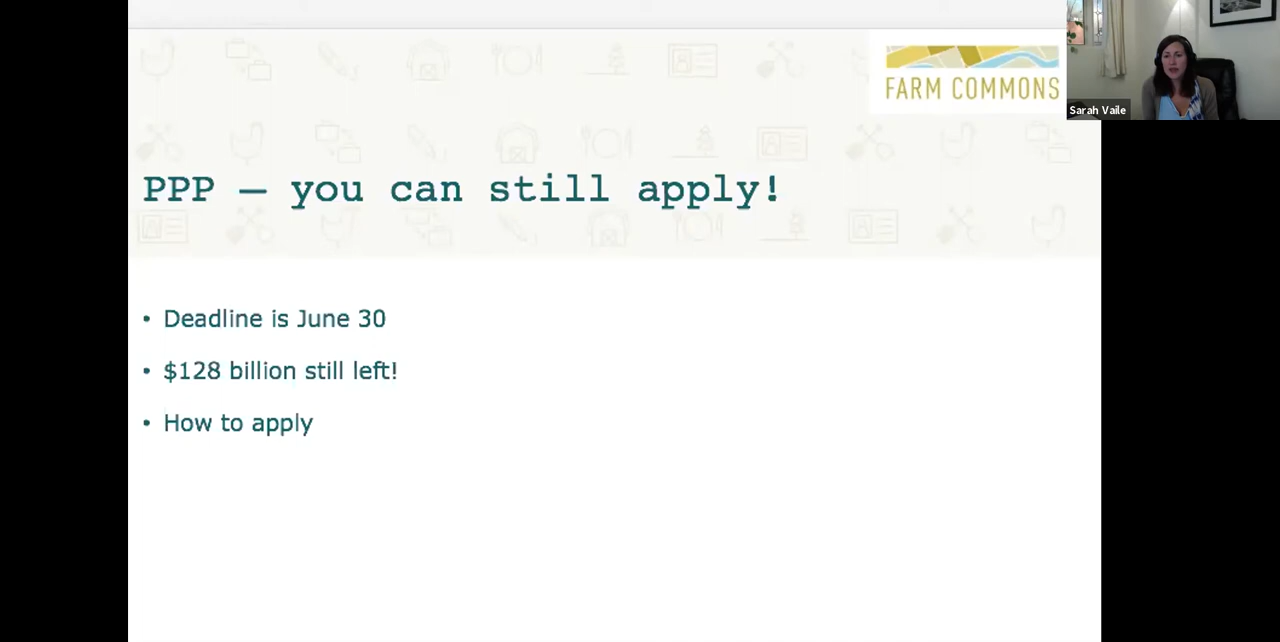 FARM COMMONS
Sarah Vaile
PPP – you can still apply!
• Deadline is June 30
• $128 billion still left!
• How to apply